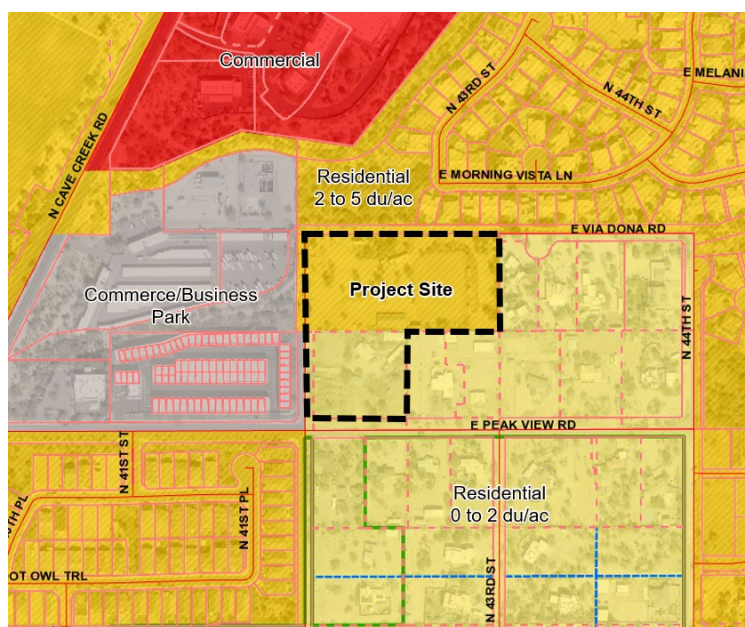 Commercial
N CAVE CREEK RD
N 43RD ST
N 44TH ST
E MELANI
E MORNING VISTA LN
Residential
2 to 5 du/ac
E VIA DONA RD
Commerce/Business
Park
Project Site
N 44TH ST
E PEAK VIEW RD
N 41ST ST
N 41ST PL
Residential
0 to 2 du/ac
0TH PL
OT OWL TRL
N 43RD ST